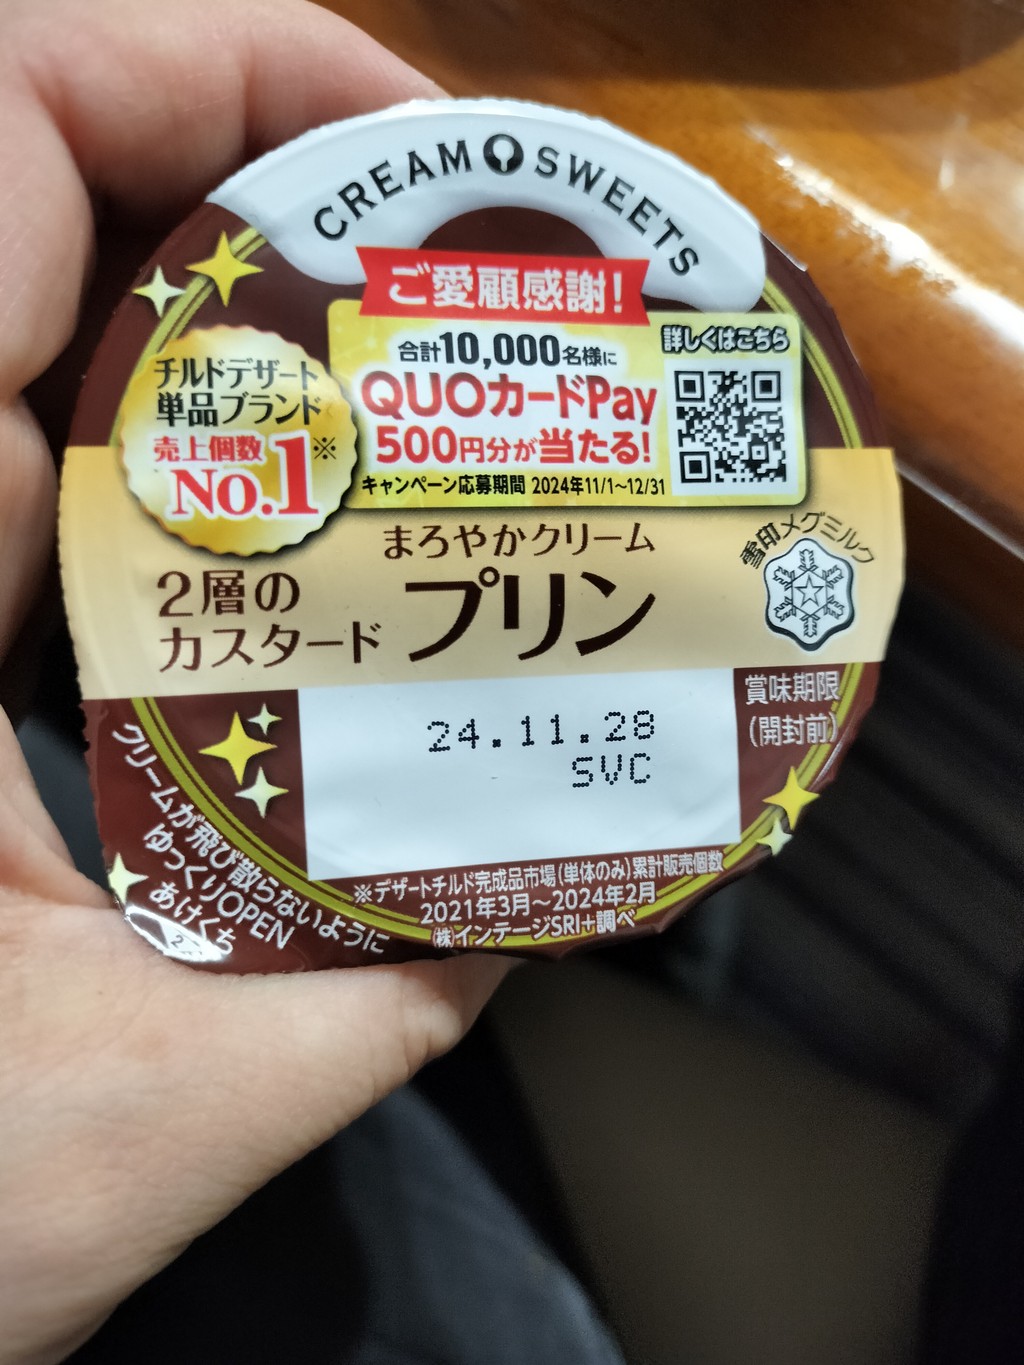 CREAM SWEETS
ご愛顧感謝!
合計10,000名様に
QUOカードPay
500円分が当たる!
キャンペーン応募期間 2024年11/1~12/31
詳しくはこちら
チルドデザート
単品ブランド
売上個数
No.1※
まろやかクリーム
2層の
カスタード
プリン
雪印メグミルク
賞味期限
(開封前)
24.11.28
SVC
クリームが飛び散らないように
ゆっくりOPEN
あけくち
※デザートチルド完成品市場(単体のみ)累計販売個数
2021年3月~2024年2月
㈱インテージSRI+調べ